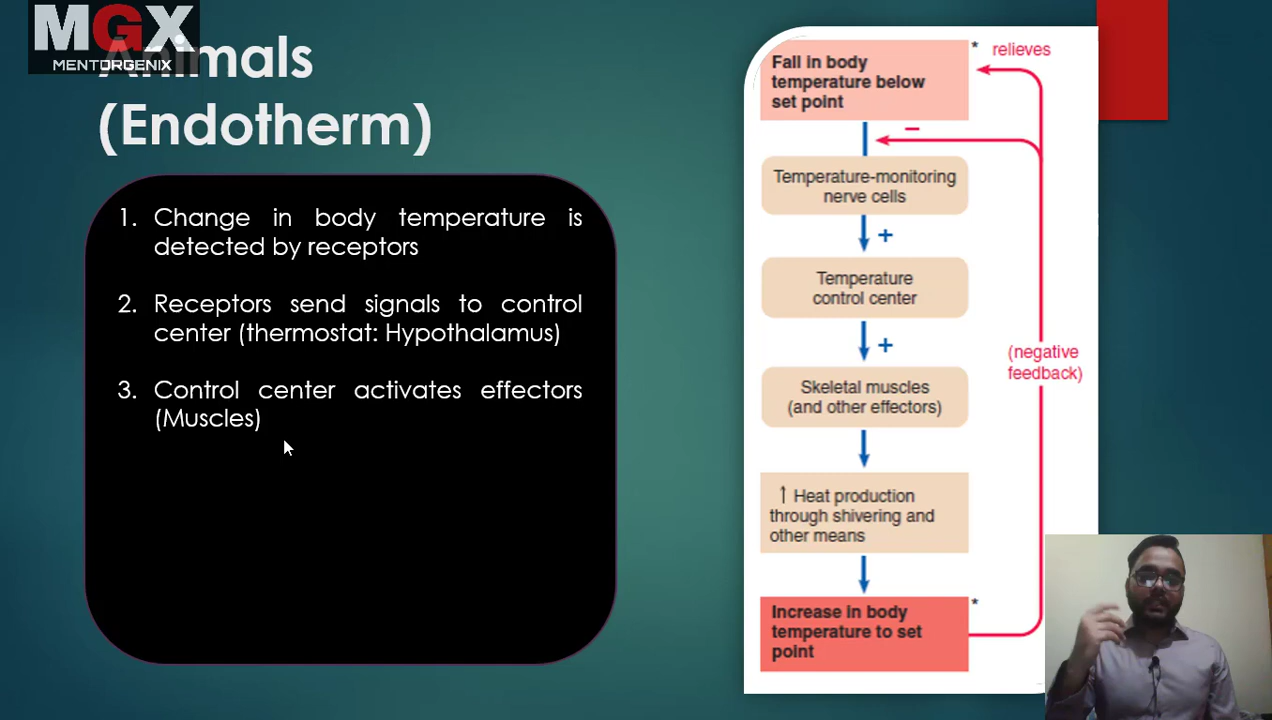 MGX
MENTORGENIX
Animals
(Endotherm)
1. Change in body temperature is
detected by receptors
2. Receptors send signals to control
center (thermostat: Hypothalamus)
3. Control center activates effectors
(Muscles)
Fall in body
temperature below
set point
* relieves
−
Temperature-monitoring
nerve cells
+
Temperature
control center
+
(negative
feedback)
Skeletal muscles
(and other effectors)
↑ Heat production
through shivering and
other means
Increase in body
temperature to set
point
*